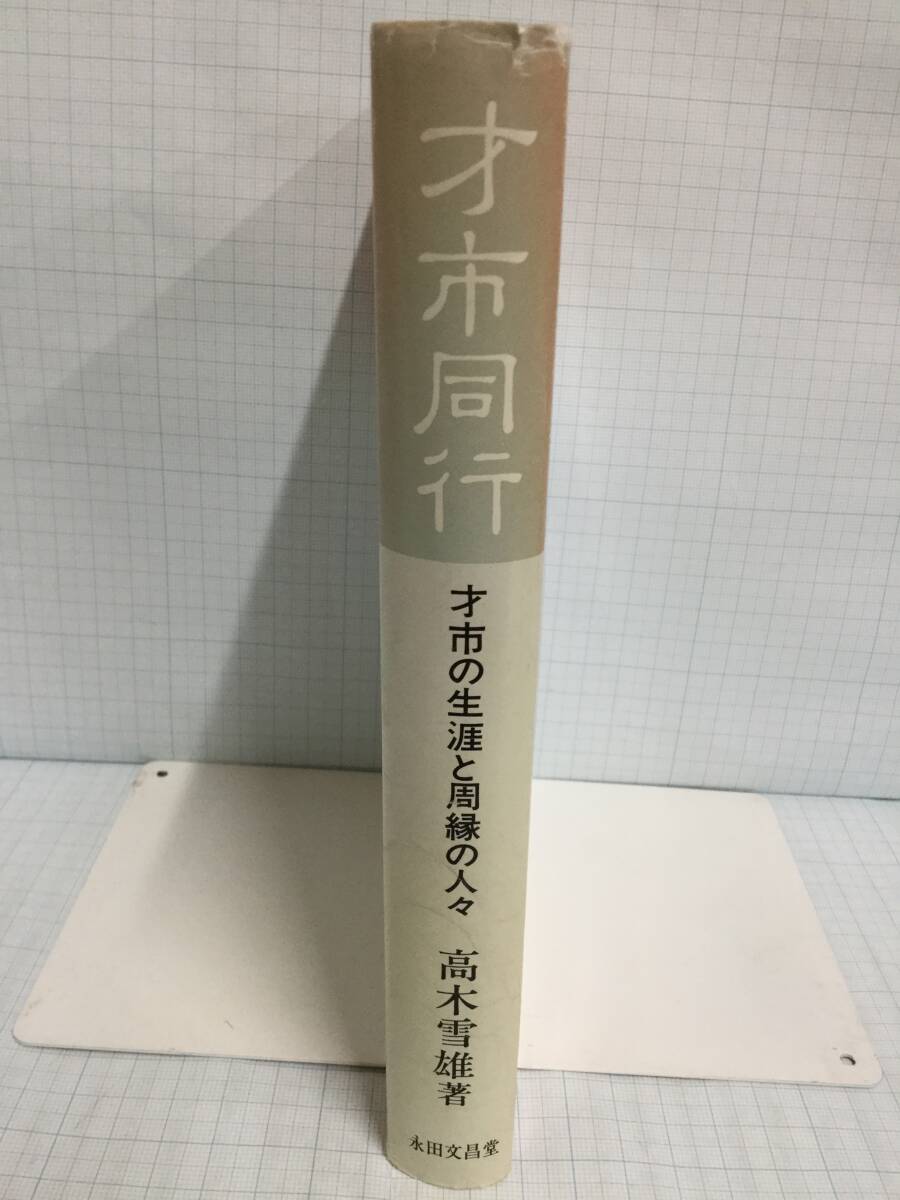 才市同行
才市の生涯と周縁の人々
高木雪雄著
永田文昌堂